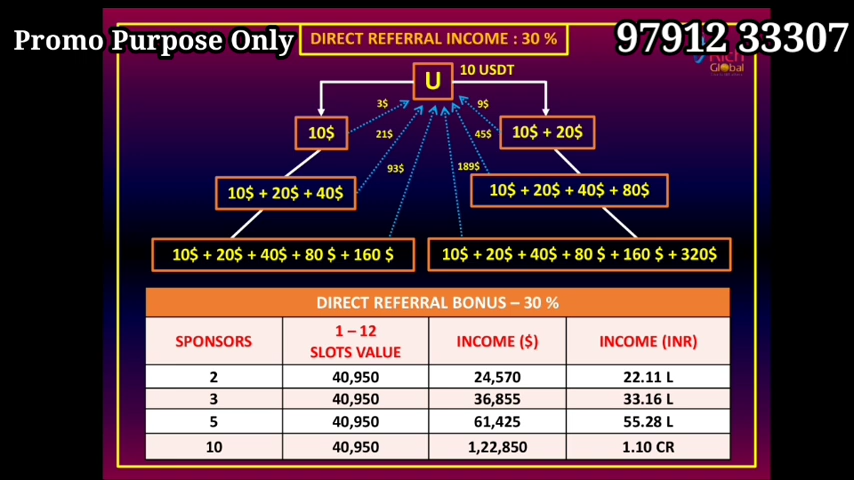 Promo Purpose Only
DIRECT REFERRAL INCOME : 30 %
97912 33307
Rich
Global
U
10 USDT
3$
9$
10$
10$ + 20$
21$
45$
93$
189$
10$ + 20$ + 40$
10$ + 20$ + 40$ + 80$
10$ + 20$ + 40$ + 80 $ + 160 $
10$ + 20$ + 40$ + 80 $ + 160 $ + 320$
DIRECT REFERRAL BONUS – 30 %
SPONSORS
1 – 12
SLOTS VALUE
INCOME ($)
INCOME (INR)
2 40,950 24,570 22.11 L
3 40,950 36,855 33.16 L
5 40,950 61,425 55.28 L
10 40,950 1,22,850 1.10 CR